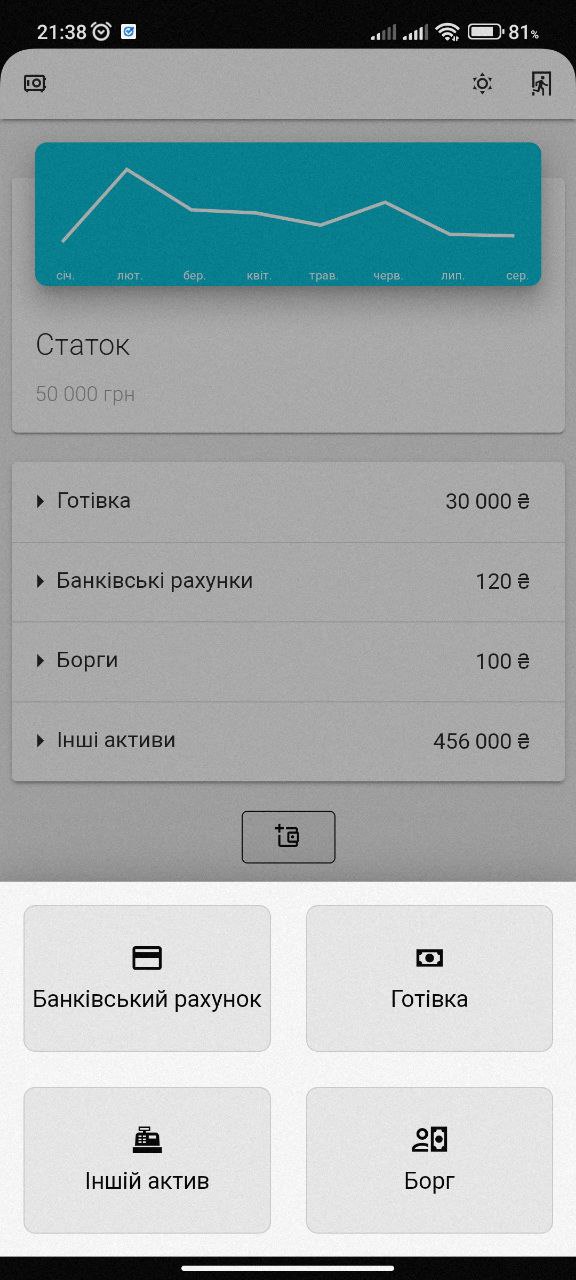 21:38 81%
січ. лют. бер. квіт. трав. черв. лип. сер.
Статок
50 000 грн
Готівка 30 000 ₴
Банківські рахунки 120 ₴
Борги 100 ₴
Інші активи 456 000 ₴
Банківський рахунок Готівка
Іншій актив Борг